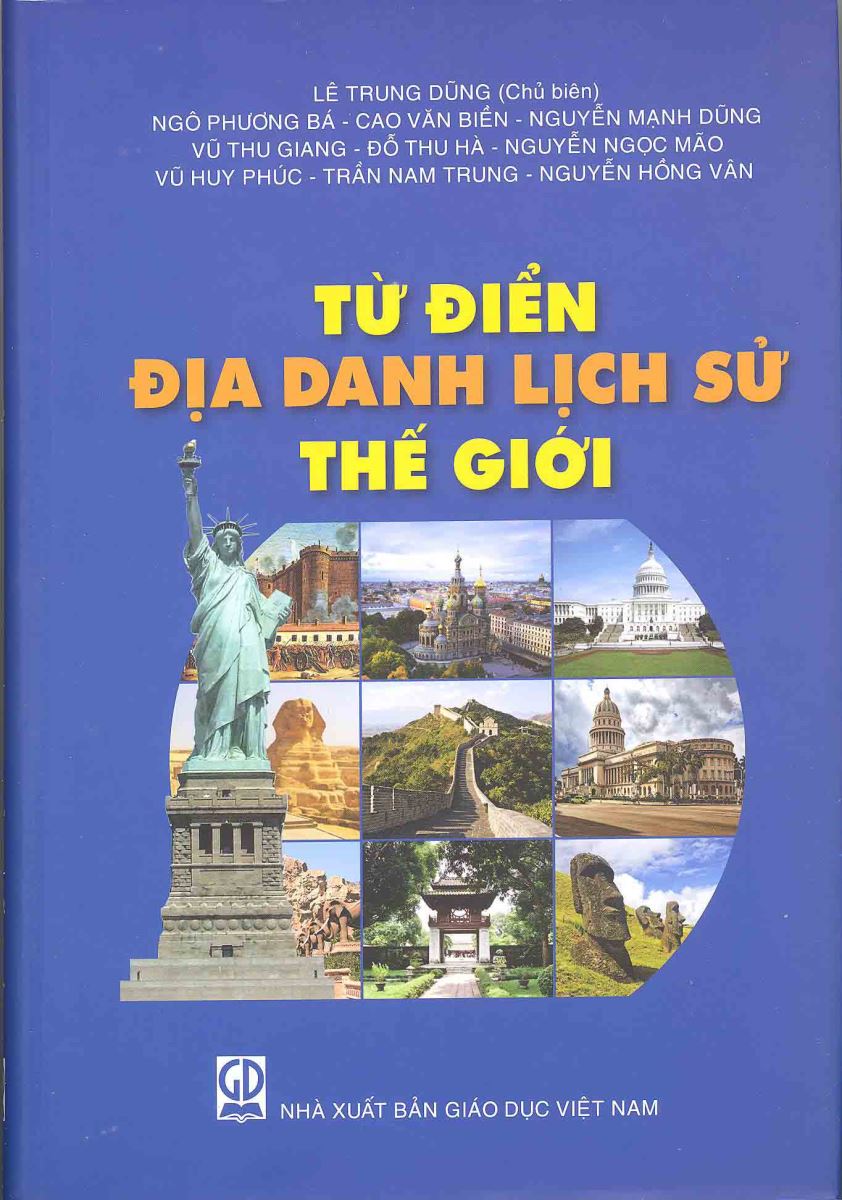 LÊ TRUNG DŨNG (Chủ biên)
NGÔ PHƯƠNG BÁ - CAO VĂN BIỀN - NGUYỄN MẠNH DŨNG
VŨ THU GIANG - ĐỖ THU HÀ - NGUYỄN NGỌC MÃO
VŨ HUY PHÚC - TRẦN NAM TRUNG - NGUYỄN HỒNG VÂN
TỪ ĐIỂN
ĐỊA DANH LỊCH SỬ
THẾ GIỚI
GD
NHÀ XUẤT BẢN GIÁO DỤC VIỆT NAM